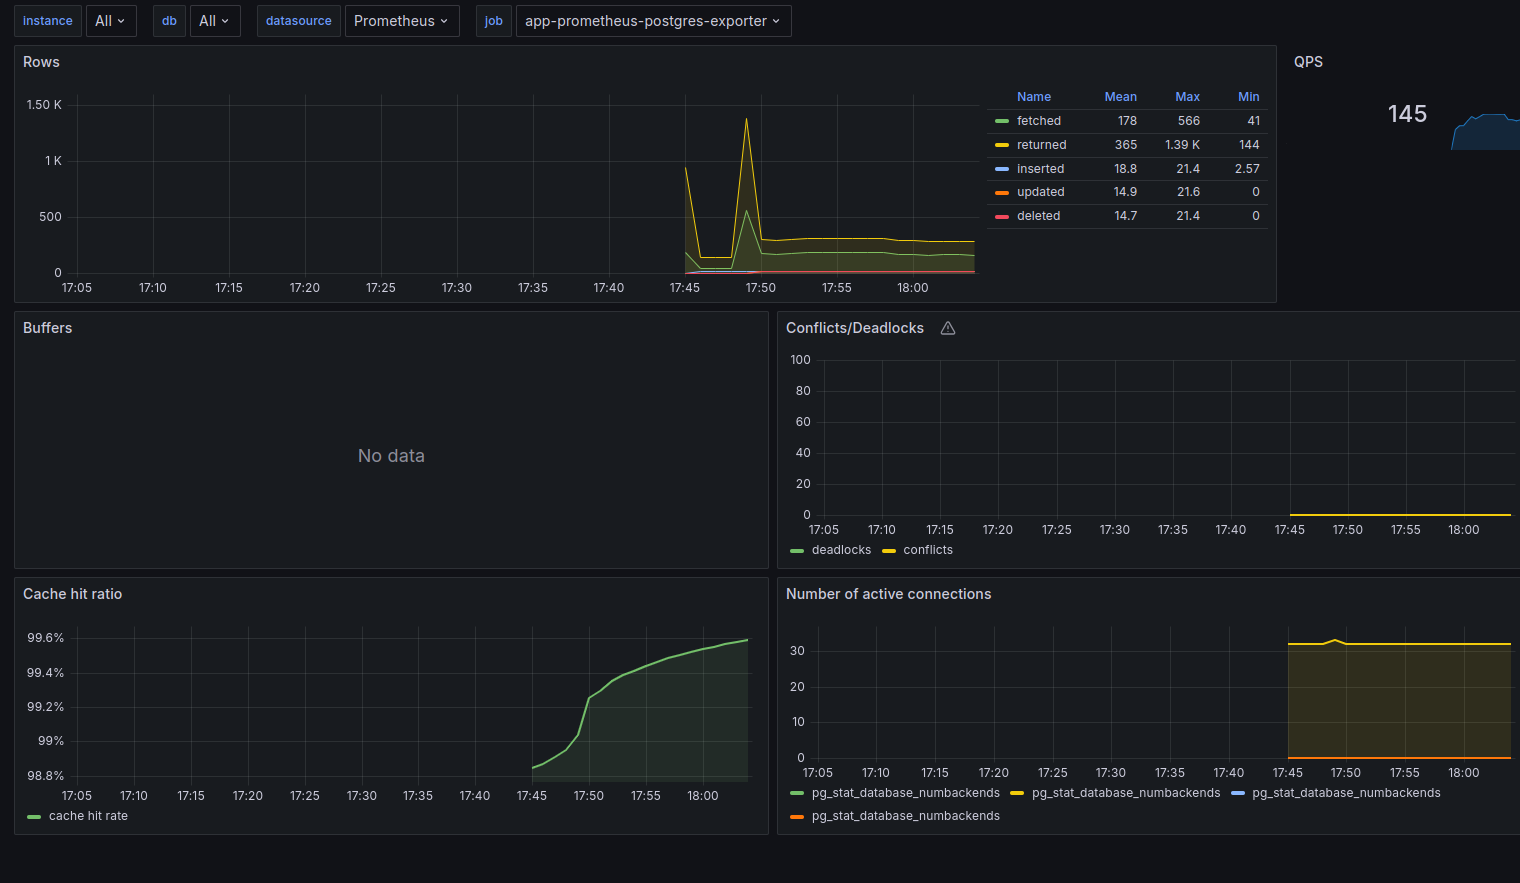 instance All db All datasource Prometheus job app-prometheus-postgres-exporter
Rows
1.50 K
1 K
500
0
17:05 17:10 17:15 17:20 17:25 17:30 17:35 17:40 17:45 17:50 17:55 18:00
Name Mean Max Min
fetched 178 566 41
returned 365 1.39 K 144
inserted 18.8 21.4 2.57
updated 14.9 21.6 0
deleted 14.7 21.4 0
QPS
145
Buffers
No data
Conflicts/Deadlocks
100
80
60
40
20
0
17:05 17:10 17:15 17:20 17:25 17:30 17:35 17:40 17:45 17:50 17:55 18:00
deadlocks conflicts
Cache hit ratio
99.6%
99.4%
99.2%
99%
98.8%
17:05 17:10 17:15 17:20 17:25 17:30 17:35 17:40 17:45 17:50 17:55 18:00
cache hit rate
Number of active connections
30
20
10
0
17:05 17:10 17:15 17:20 17:25 17:30 17:35 17:40 17:45 17:50 17:55 18:00
pg_stat_database_numbackends pg_stat_database_numbackends pg_stat_database_numbackends
pg_stat_database_numbackends